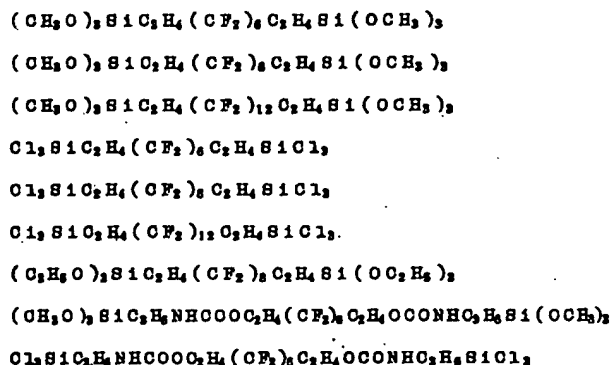 (CH₃O)₃SiC₂H₄(CF₂)₆C₂H₄Si(OCH₃)₃
(CH₃O)₃SiC₂H₄(CF₂)₈C₂H₄Si(OCH₃)₃
(CH₃O)₃SiC₂H₄(CF₂)₁₂C₂H₄Si(OCH₃)₃
Cl₃SiC₂H₄(CF₂)₆C₂H₄SiCl₃
Cl₃SiC₂H₄(CF₂)₈C₂H₄SiCl₃
Cl₃SiC₂H₄(CF₂)₁₂C₂H₄SiCl₃.
(C₂H₅O)₃SiC₂H₄(CF₂)₈C₂H₄Si(OC₂H₅)₃
(CH₃O)₃SiC₃H₆NHCOOC₂H₄(CF₂)₆C₂H₄OCONHC₃H₆Si(OCH₃)₃
Cl₃SiC₃H₆NHCOOC₂H₄(CF₂)₆C₂H₄OCONHC₃H₆SiCl₃